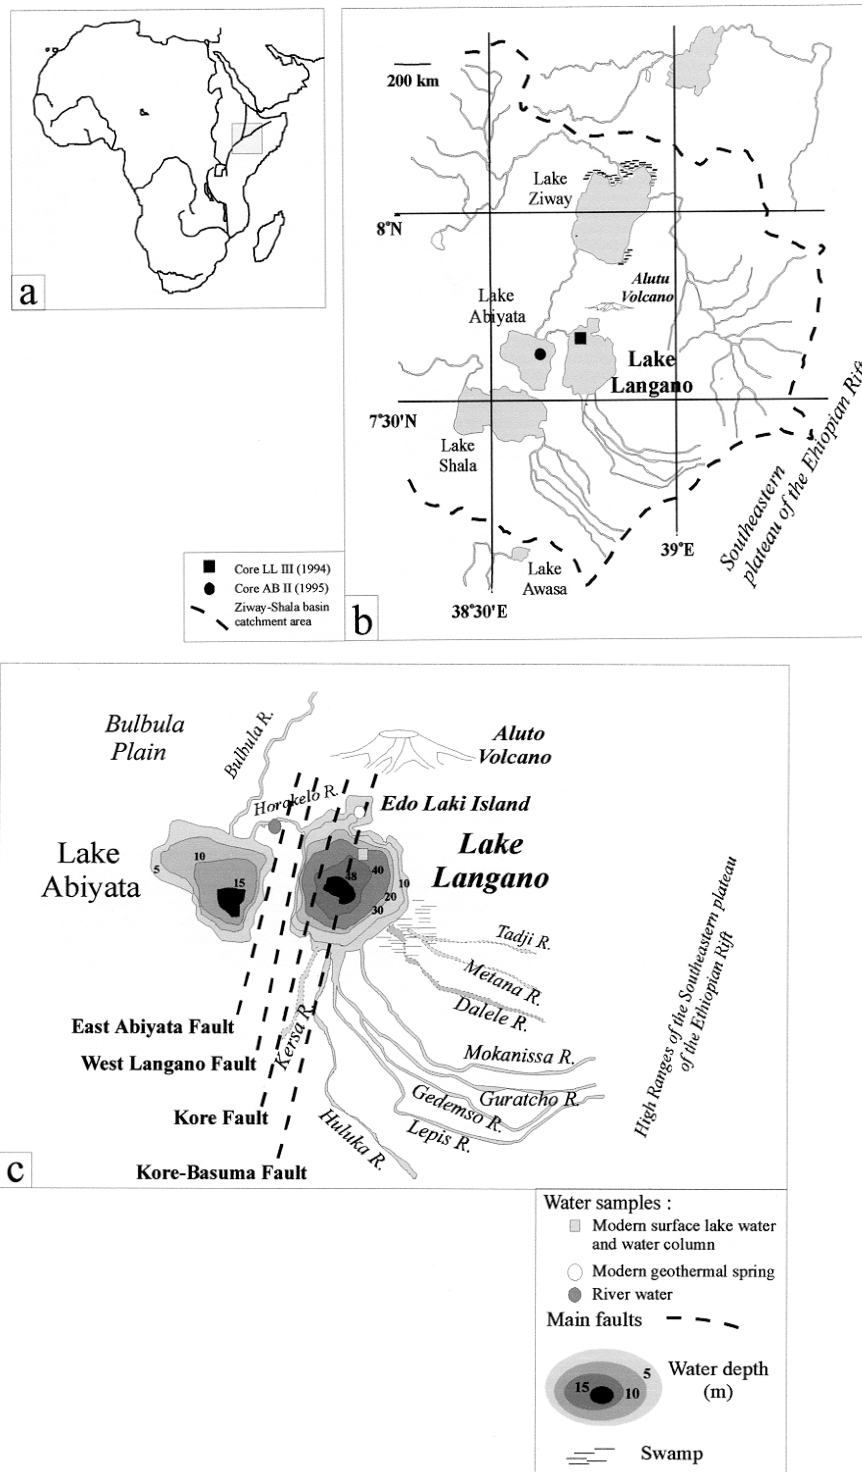 a
200 km
Lake
Ziway
8°N
Alutu
Volcano
Lake
Abiyata
Lake
Langano
7°30'N
Lake
Shala
Southeastern
plateau of the Ehiopian Rift
39°E
Lake
Awasa
38°30'E
b
Core LL III (1994)
Core AB II (1995)
Ziway-Shala basin
catchment area
Bulbula
Plain
Bulbula R.
Aluto
Volcano
Horakelo R.
Edo Laki Island
Lake
Abiyata
Lake
Langano
5
10
15
48
40
10
20
30
Tadji R.
Metana R.
Dalele R.
High Ranges of the Southeastern plateau
of the Ethiopian Rift
East Abiyata Fault
West Langano Fault
Kersa R.
Mokanissa R.
Guratcho R.
Gedemso R.
Kore Fault
Lepis R.
Huluka R.
Kore-Basuma Fault
c
Water samples :
Modern surface lake water
and water column
Modern geothermal spring
River water
Main faults
5
15
10
Water depth
(m)
Swamp